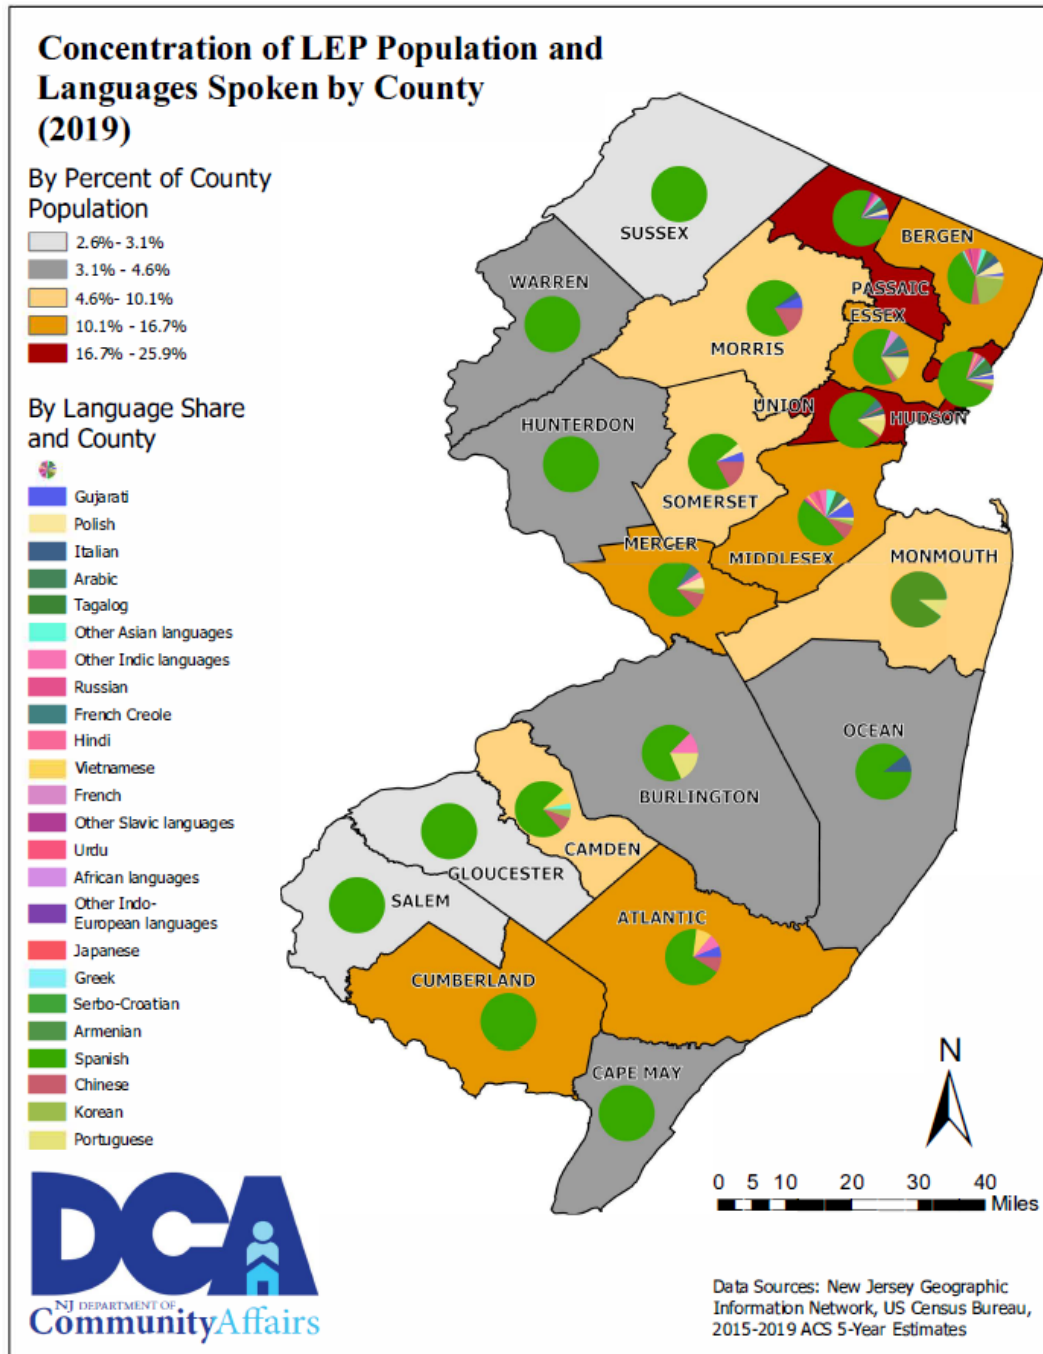 Concentration of LEP Population and
Languages Spoken by County
(2019)
By Percent of County
Population
2.6%- 3.1%
3.1% - 4.6%
4.6%- 10.1%
10.1% - 16.7%
16.7% - 25.9%
By Language Share
and County
Gujarati
Polish
Italian
Arabic
Tagalog
Other Asian languages
Other Indic languages
Russian
French Creole
Hindi
Vietnamese
French
Other Slavic languages
Urdu
African languages
Other Indo-
European languages
Japanese
Greek
Serbo-Croatian
Armenian
Spanish
Chinese
Korean
Portuguese
SUSSEX
BERGEN
WARREN
PASSAIC
ESSEX
MORRIS
UNION
HUDSON
HUNTERDON
SOMERSET
MERCER
MIDDLESEX
MONMOUTH
OCEAN
BURLINGTON
CAMDEN
GLOUCESTER
SALEM
ATLANTIC
CUMBERLAND
CAPE MAY
N
0 5 10 20 30 40
Miles
DCA
NJ DEPARTMENT OF
CommunityAffairs
Data Sources: New Jersey Geographic
Information Network, US Census Bureau,
2015-2019 ACS 5-Year Estimates